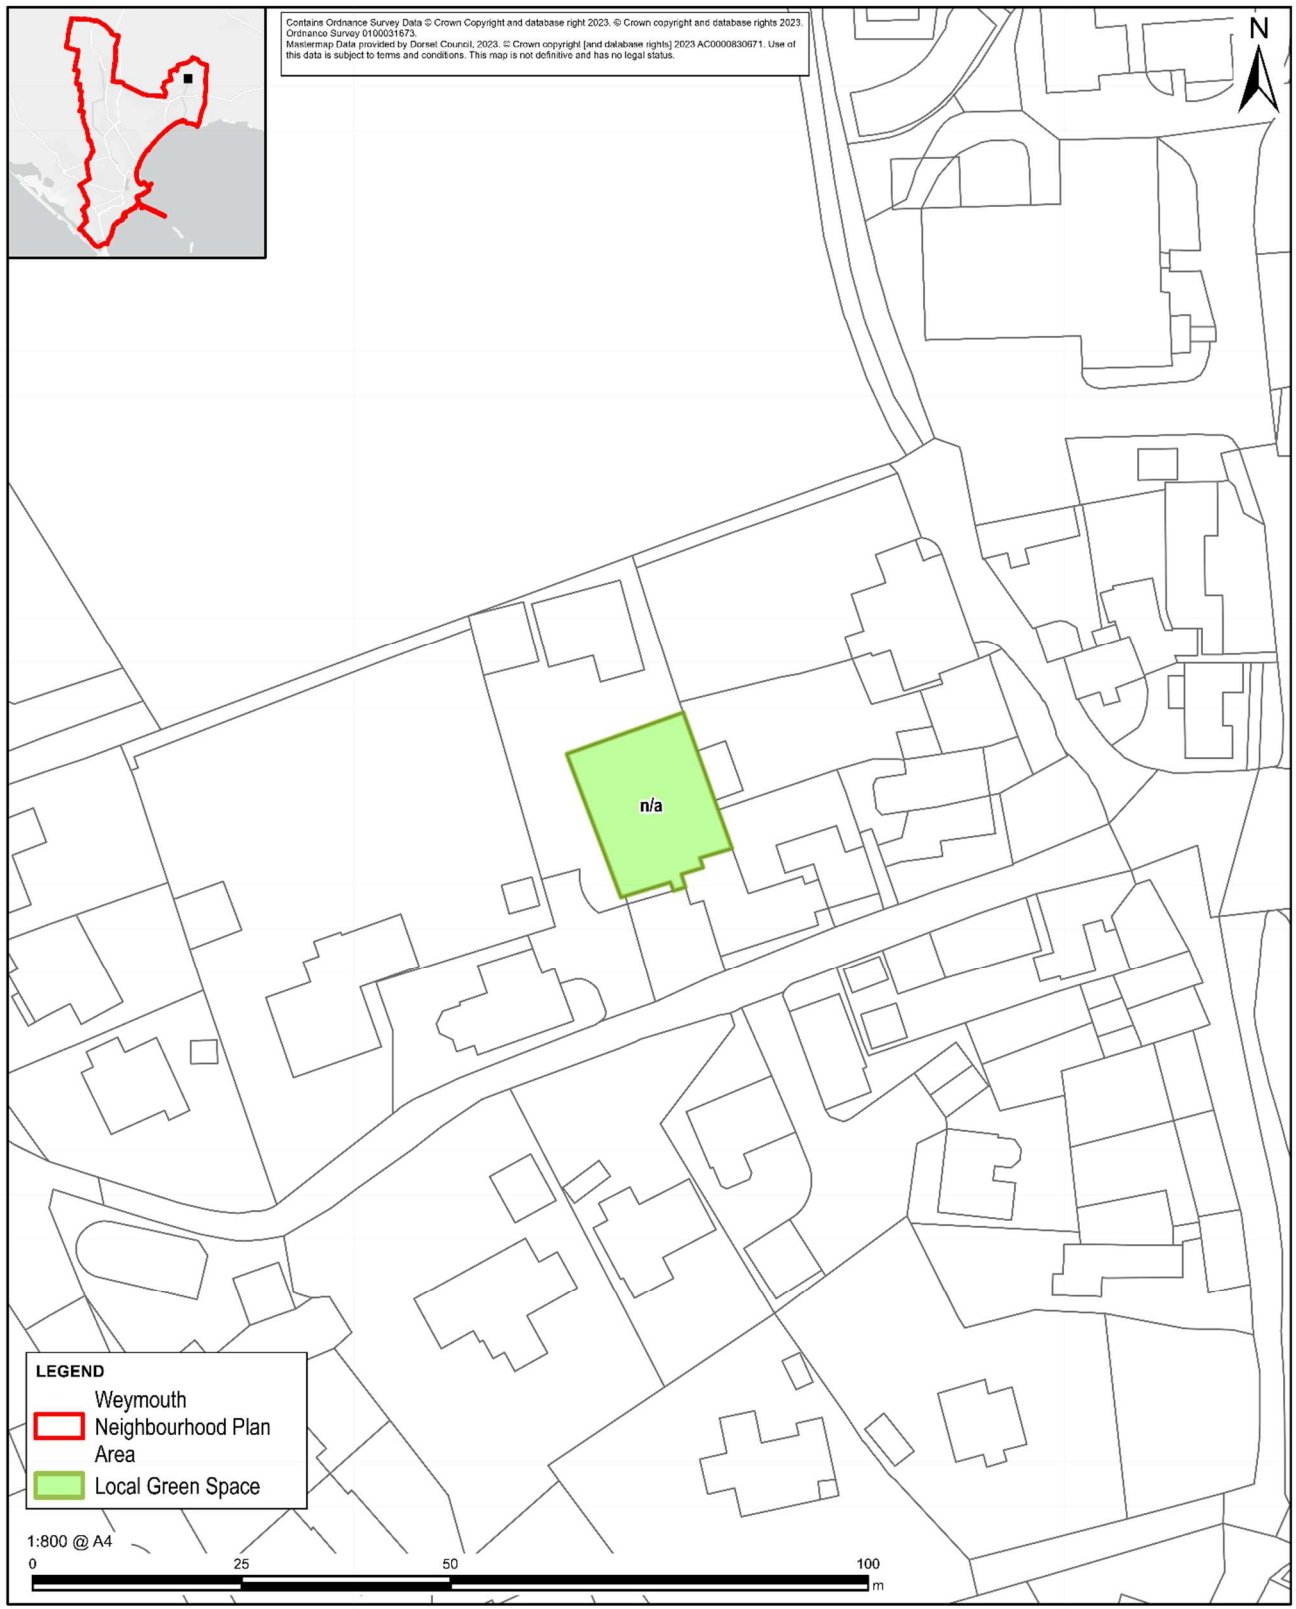 Contains Ordnance Survey Data © Crown Copyright and database right 2023. © Crown copyright and database rights 2023.
Ordnance Survey 0100031673.
Mastermap Data provided by Dorset Council, 2023. © Crown copyright [and database rights] 2023 AC0000830671. Use of
this data is subject to terms and conditions. This map is not definitive and has no legal status.
N
n/a
LEGEND
Weymouth
Neighbourhood Plan
Area
Local Green Space
1:800 @ A4
0 25 50 100
m